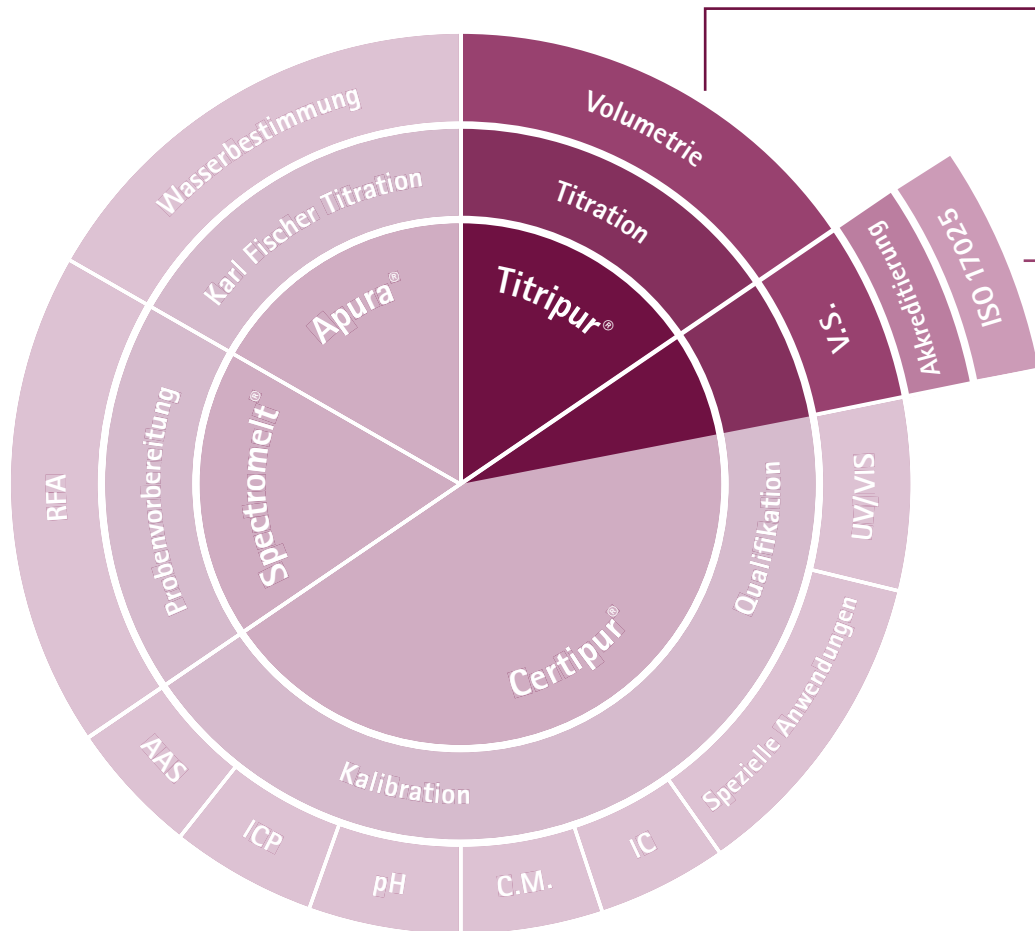 Volumetrie
Titration
Titripur®
V.S.
Akkreditierung
ISO 17025
UV/VIS
Qualifikation
Spezielle Anwendungen
Certipur®
Kalibration
IC
C.M.
pH
ICP
AAS
RFA
Probenvorbereitung
Spectromelt®
Wasserbestimmung
Karl Fischer Titration
Apura®